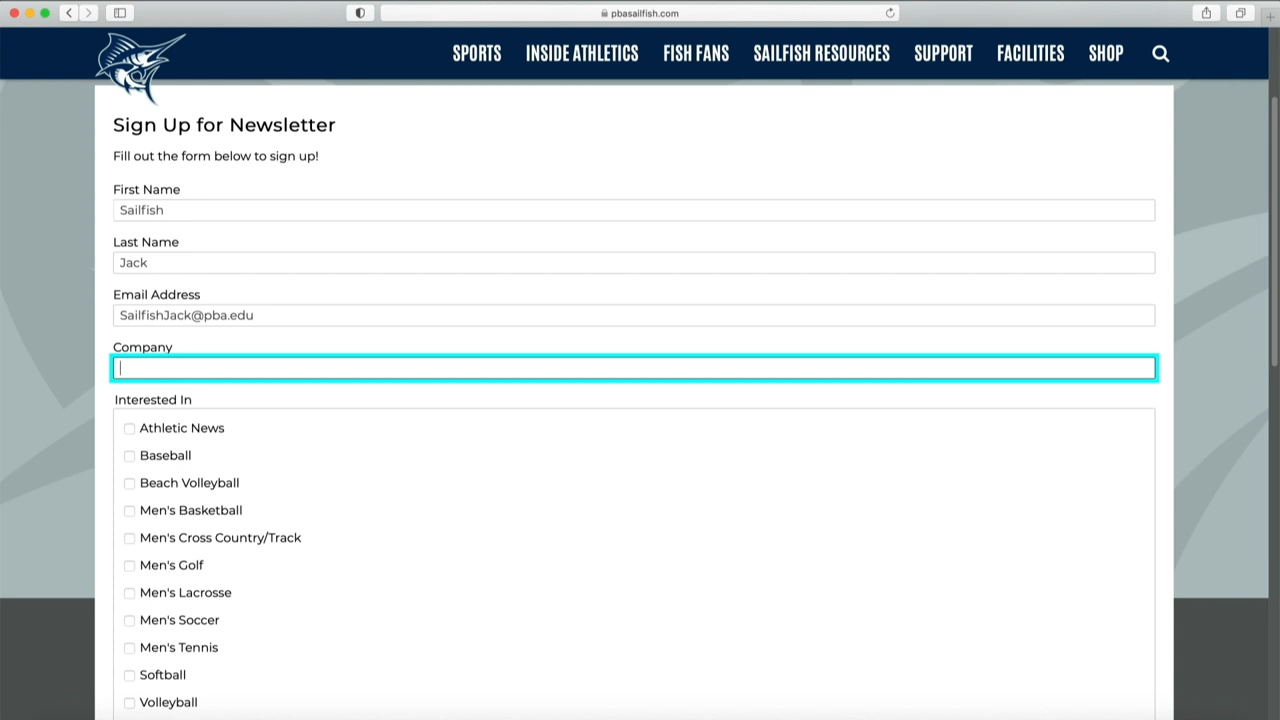 pbasailfish.com
SPORTS INSIDE ATHLETICS FISH FANS SAILFISH RESOURCES SUPPORT FACILITIES SHOP
Sign Up for Newsletter
Fill out the form below to sign up!
First Name
Sailfish
Last Name
Jack
Email Address
SailfishJack@pba.edu
Company
Interested In
Athletic News
Baseball
Beach Volleyball
Men's Basketball
Men's Cross Country/Track
Men's Golf
Men's Lacrosse
Men's Soccer
Men's Tennis
Softball
Volleyball